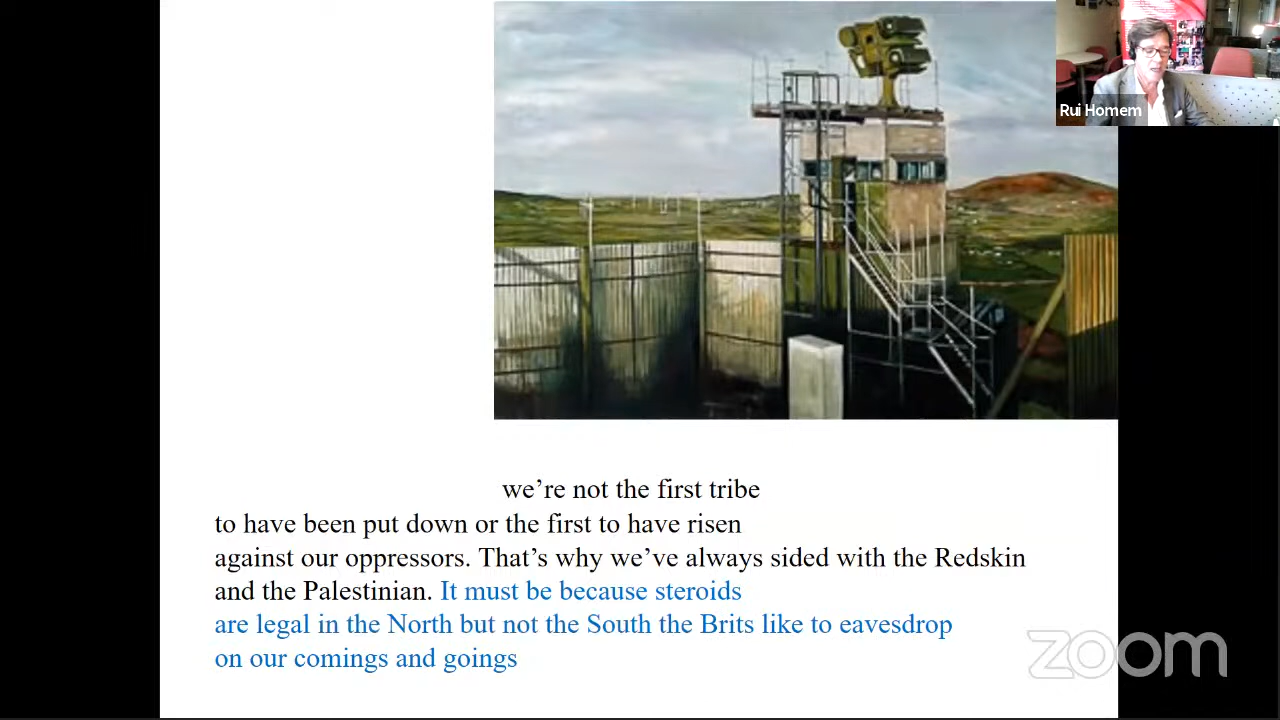 Rui Homem
we’re not the first tribe
to have been put down or the first to have risen
against our oppressors. That’s why we’ve always sided with the Redskin
and the Palestinian. It must be because steroids
are legal in the North but not the South the Brits like to eavesdrop
on our comings and goings
zoom